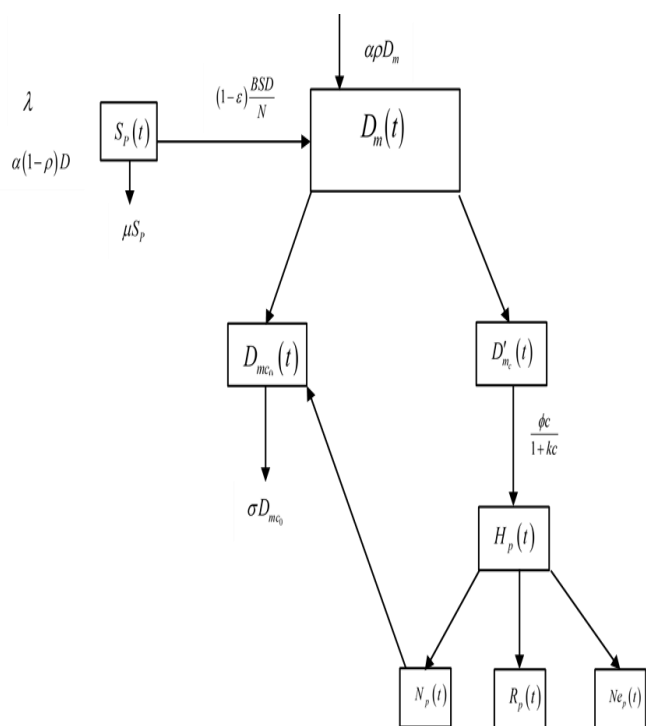 αρD_m
(1−ε) BSD/N
λ
S_P(t)
D_m(t)
α(1−ρ)D
μS_P
D_{mc_0}(t)
D′_{m_c}(t)
ϕc/(1+kc)
σD_{mc_0}
H_p(t)
N_p(t)
R_p(t)
Ne_p(t)